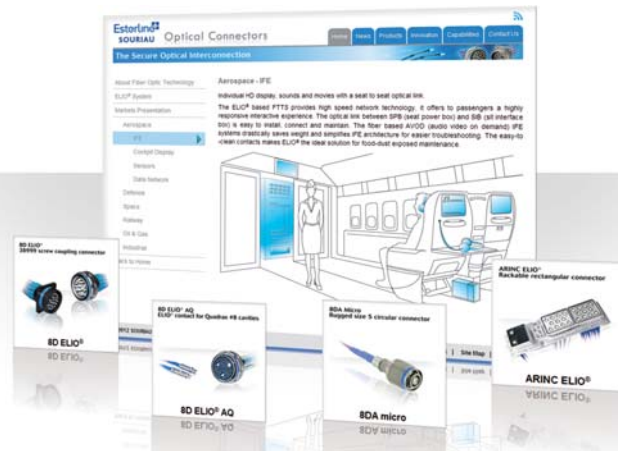 Esterline
SOURIAU
Optical Connectors
Home
News
Products
Innovation
Capabilities
Contact Us
The Secure Optical Interconnection
About Fiber Optic Technology
ELIO® System
Markets Presentation
Aerospace
IFE
Cockpit Display
Sensors
Data Network
Defense
Space
Railway
Oil & Gas
Industrial
Back to Home
Aerospace - IFE
Individual HD display, sounds and movies with a seat to seat optical link.
The ELIO® based FTTS provides high speed network technology, it offers to passengers a highly
responsive interactive experience. The optical link between SPB (seat power box) and SIB (sit interface
box) is easy to install, connect and maintain. The fiber based AVOD (audio video on demand) IFE
systems drastically saves weight and simplifies IFE architecture for easier troubleshooting. The easy-to
-clean contacts makes ELIO® the ideal solution for food-dust exposed maintenance.
Site Map
8D ELIO®
38999 screw coupling connector
8D ELIO®
8D ELIO® AQ
ELIO® contact for Quadrax #8 cavities
8D ELIO® AQ
8DA Micro
Rugged size 5 circular connector
8DA micro
ARINC ELIO®
Rackable rectangular connector
ARINC ELIO®